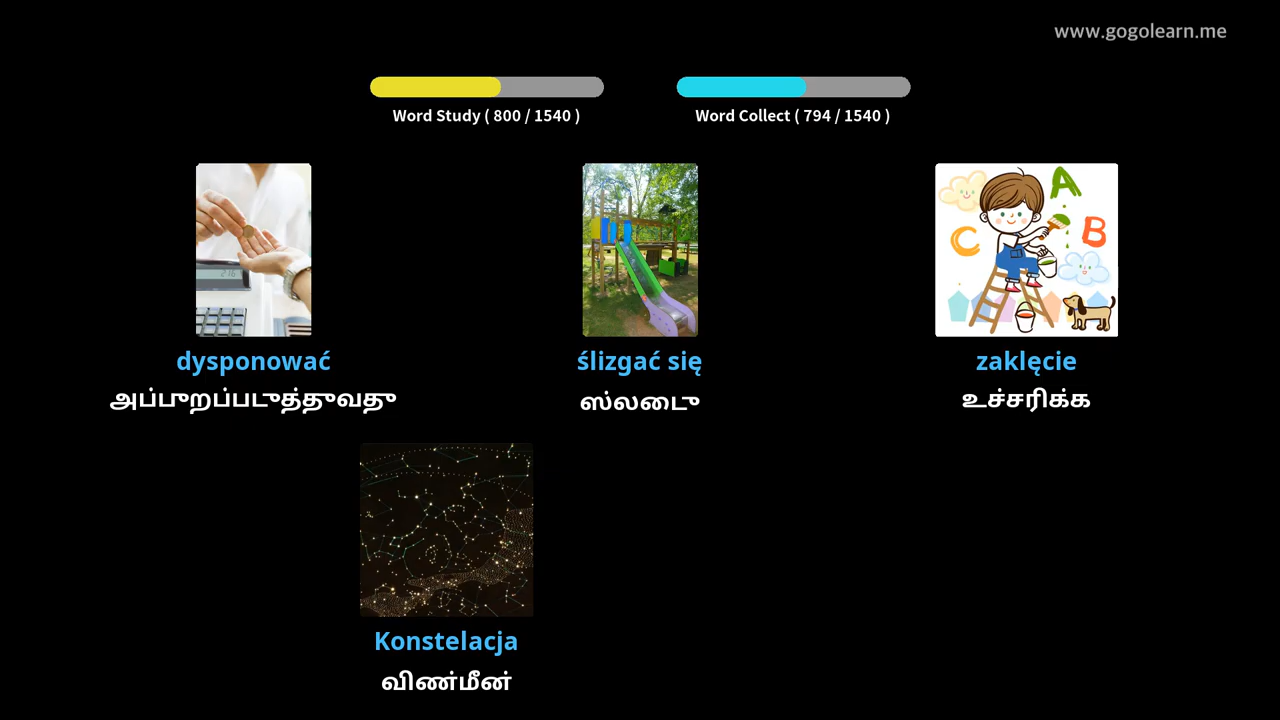 www.gogolearn.me
Word Study ( 800 / 1540 )
Word Collect ( 794 / 1540 )
dysponować
ślizgać się
zaklęcie
அப்புறப்படுத்துவது
ஸ்லைடு
உச்சரிக்க
Konstelacja
விண்மீன்